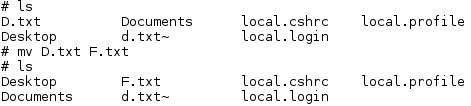 # ls
D.txt Documents local.cshrc local.profile
Desktop d.txt~ local.login
# mv D.txt F.txt
# ls
Desktop F.txt local.cshrc local.profile
Documents d.txt~ local.login